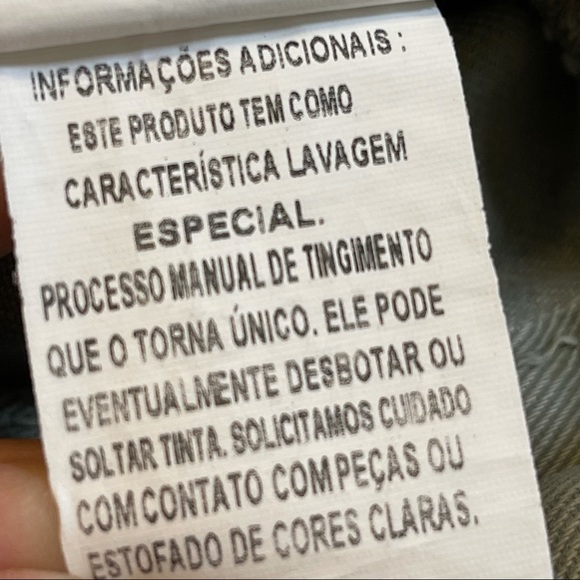 INFORMAÇÕES ADICIONAIS :
ESTE PRODUTO TEM COMO
CARACTERÍSTICA LAVAGEM
ESPECIAL.
PROCESSO MANUAL DE TINGIMENTO
QUE O TORNA ÚNICO. ELE PODE
EVENTUALMENTE DESBOTAR OU
SOLTAR TINTA. SOLICITAMOS CUIDADO
COM CONTATO COM PEÇAS OU
ESTOFADO DE CORES CLARAS.